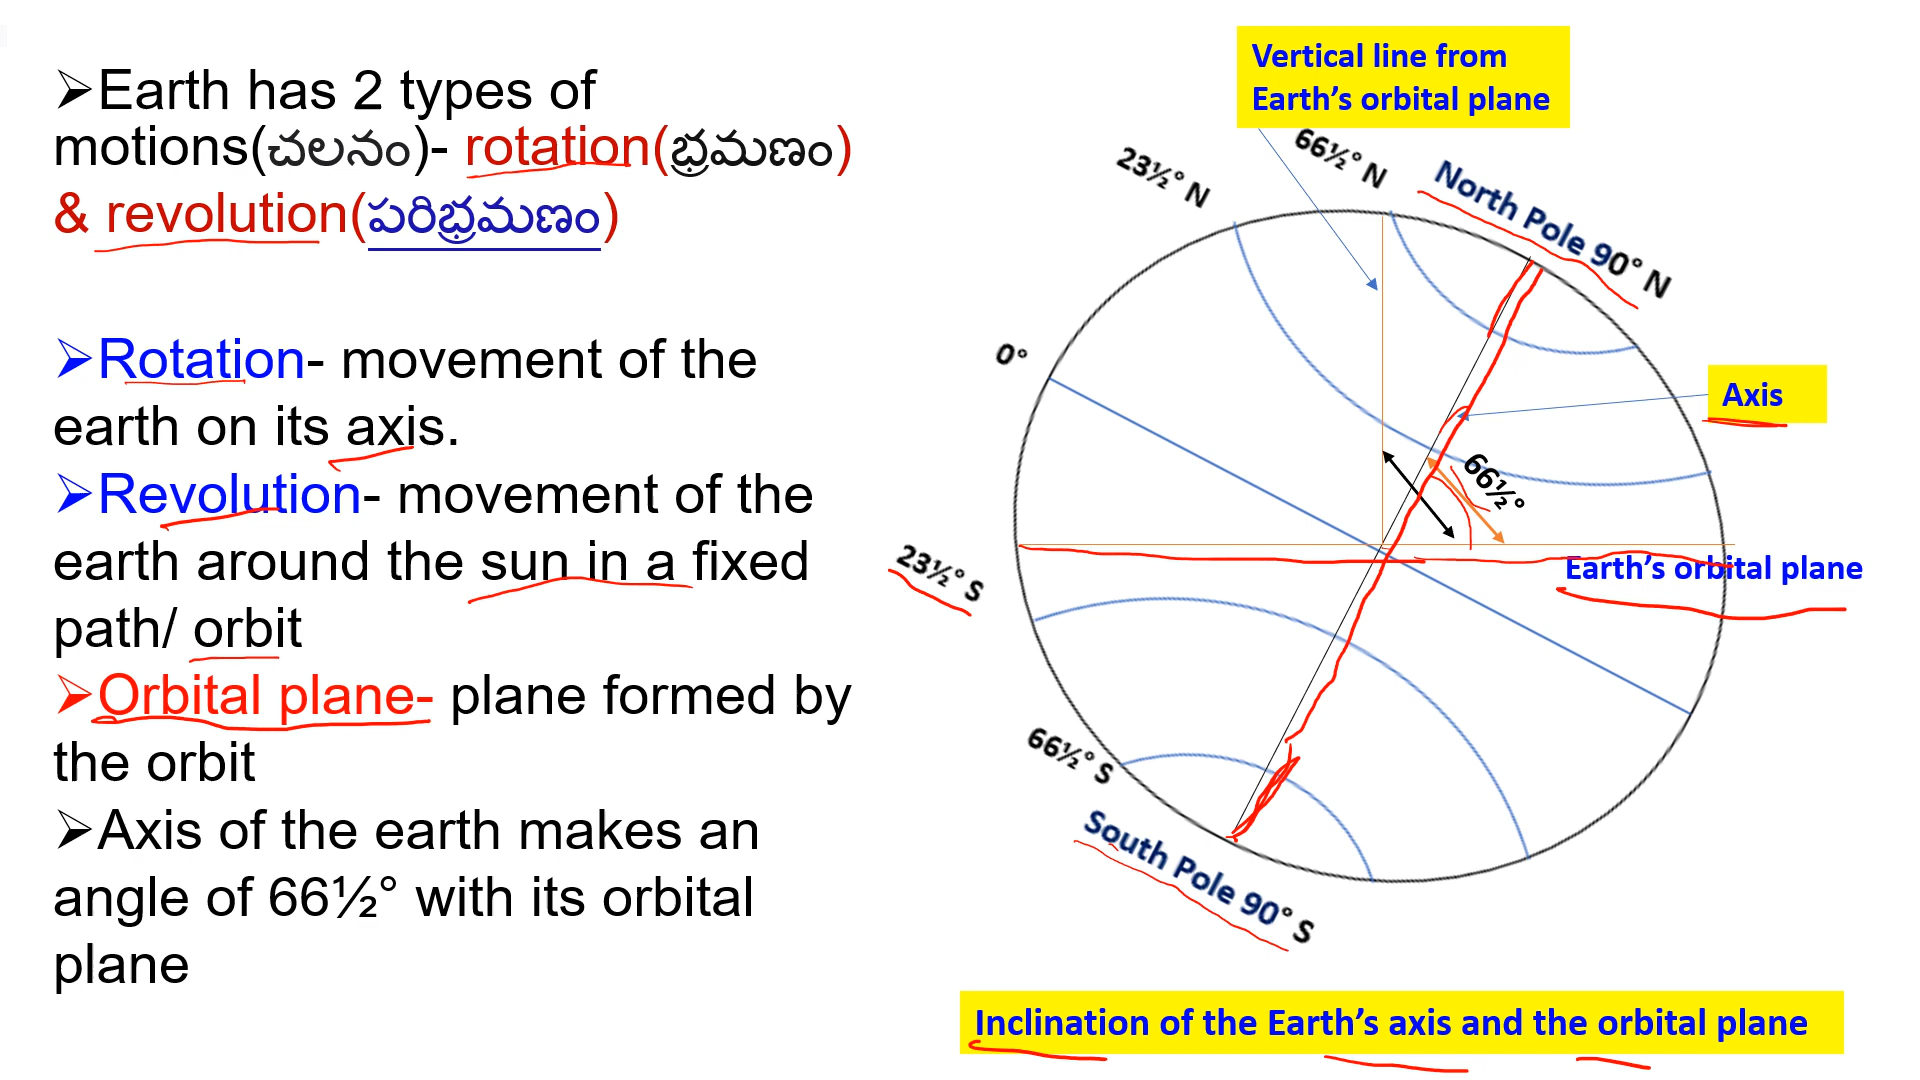 ➢Earth has 2 types of
motions(చలనం)- rotation(భ్రమణం)
& revolution(పరిభ్రమణం)
➢Rotation- movement of the
earth on its axis.
➢Revolution- movement of the
earth around the sun in a fixed
path/ orbit
➢Orbital plane- plane formed by
the orbit
➢Axis of the earth makes an
angle of 66½° with its orbital
plane
Vertical line from
Earth’s orbital plane
66½° N
23½° N
North Pole 90° N
0°
Axis
66½°
23½° S
Earth’s orbital plane
66½° S
South Pole 90° S
Inclination of the Earth’s axis and the orbital plane